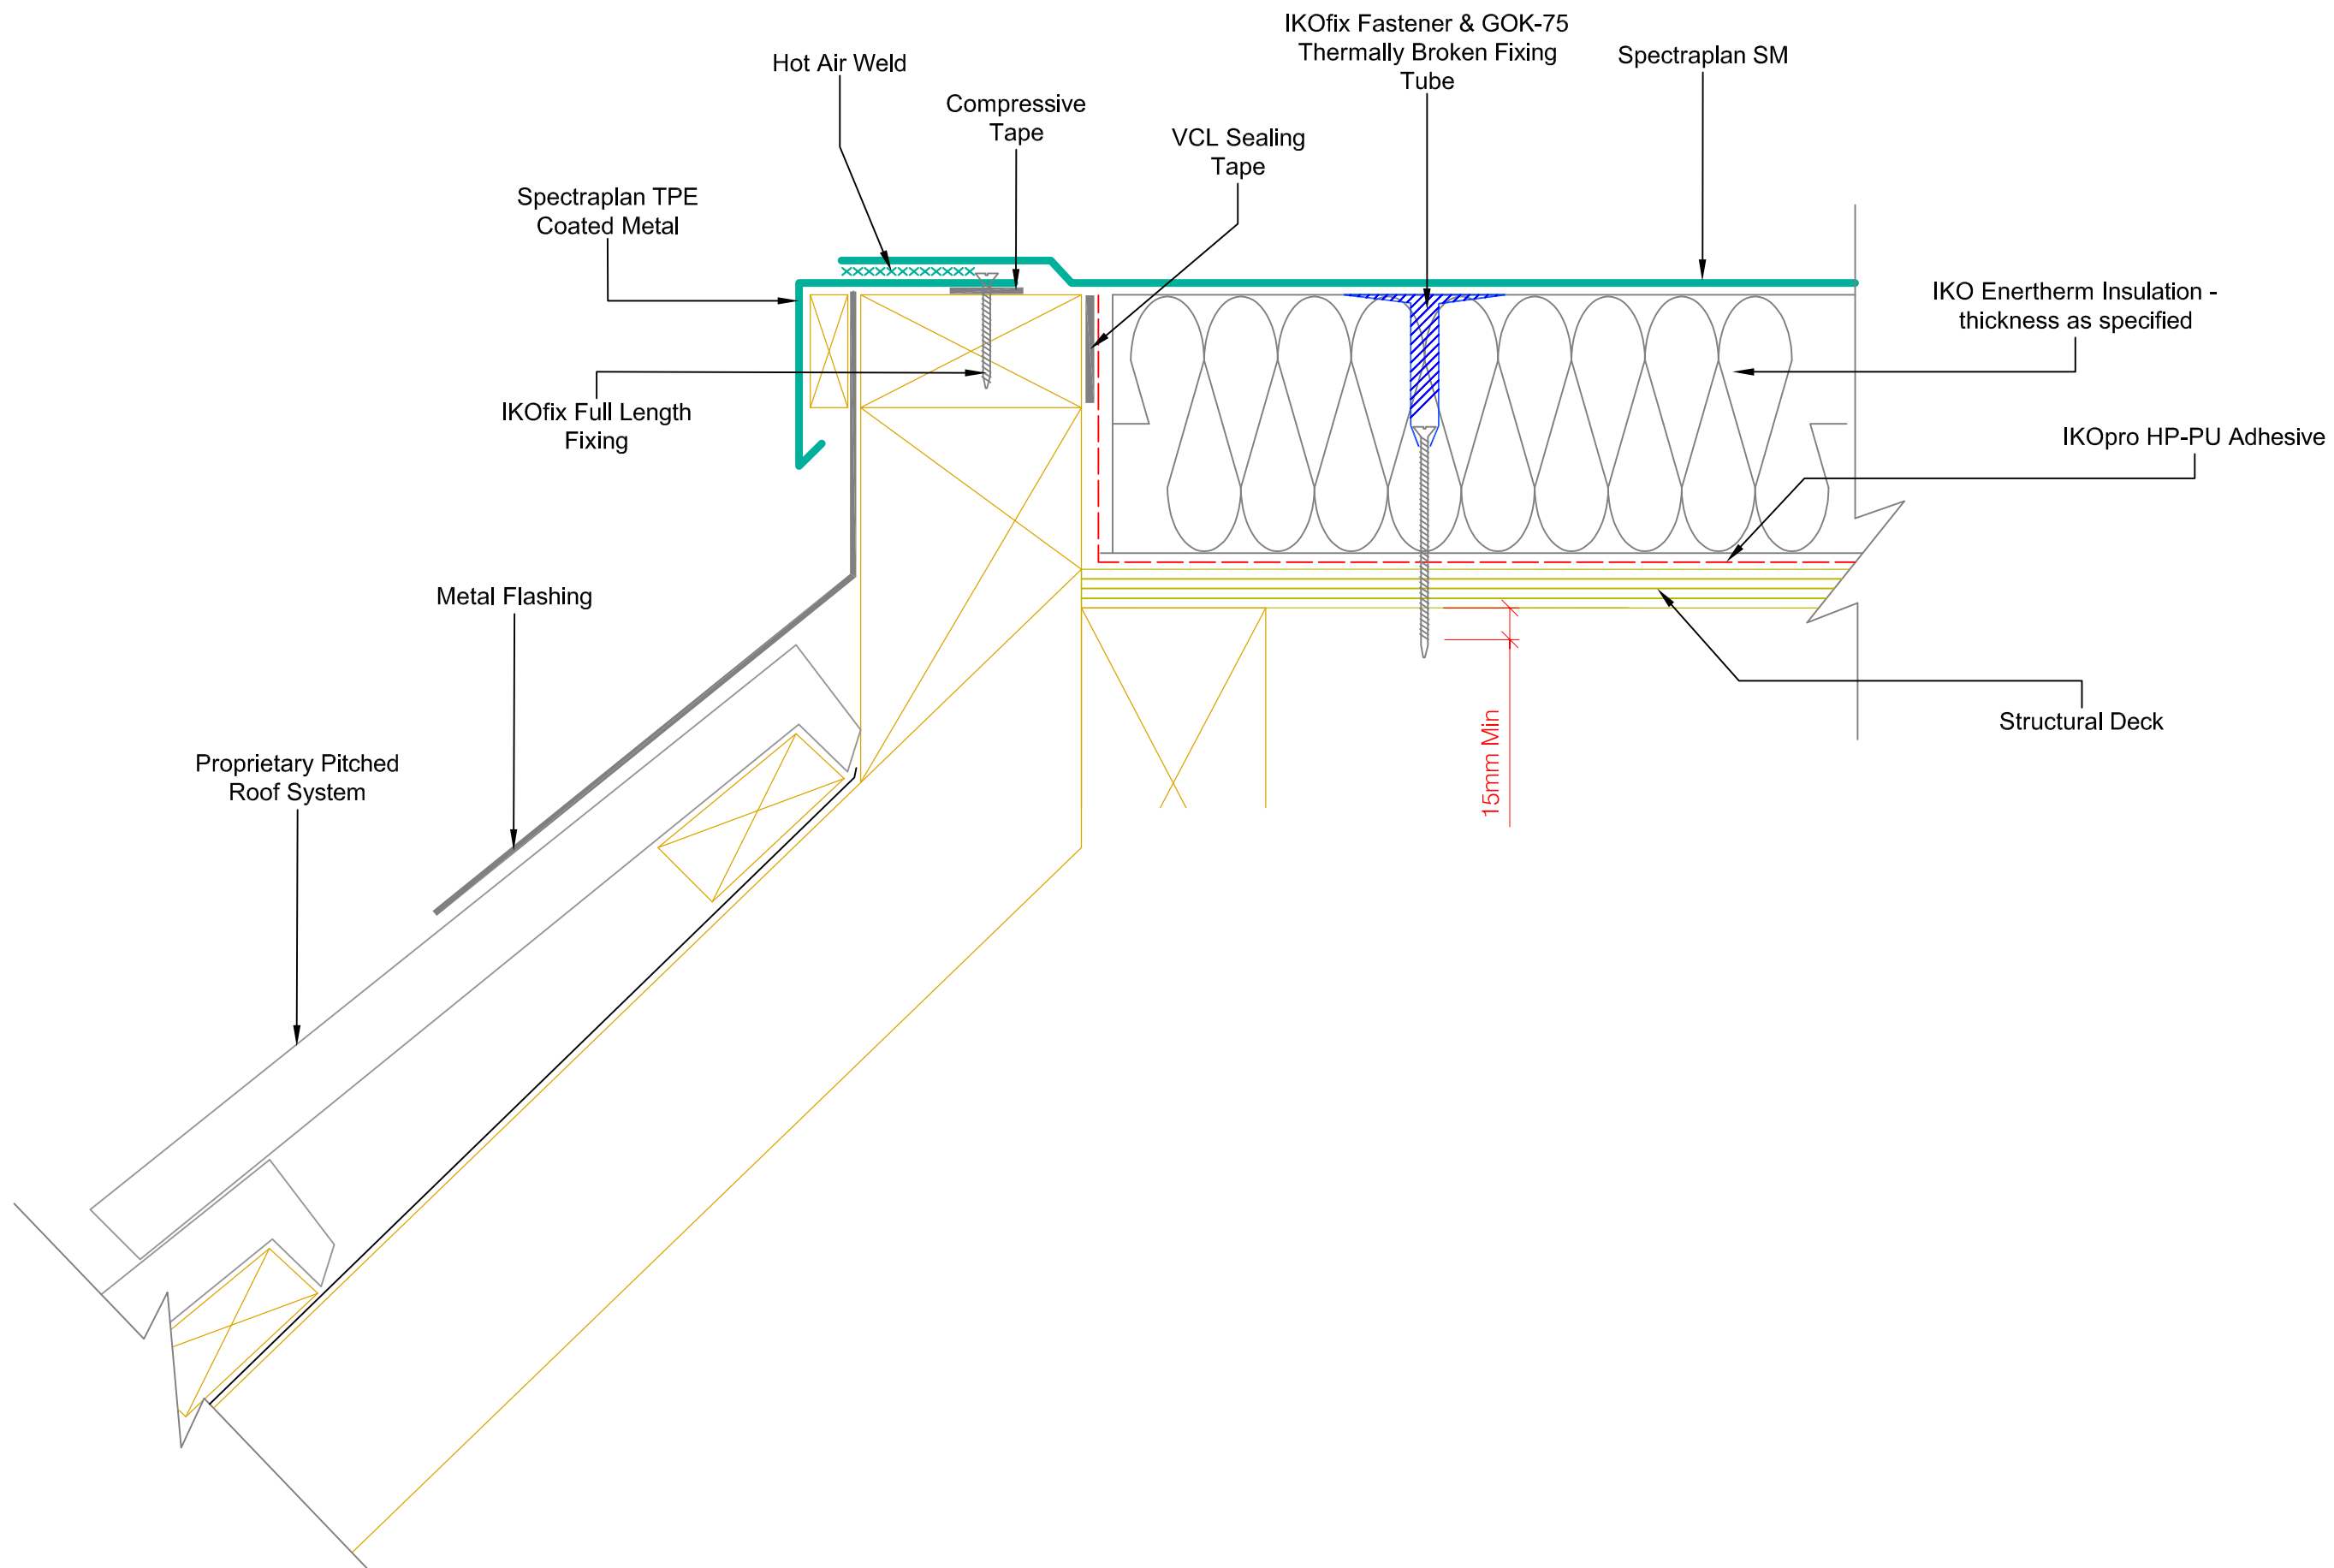 IKOfix Fastener & GOK-75
Thermally Broken Fixing
Tube
Spectraplan SM
Hot Air Weld
Compressive
Tape
VCL Sealing
Tape
Spectraplan TPE
Coated Metal
IKO Enertherm Insulation -
thickness as specified
IKOfix Full Length
Fixing
IKOpro HP-PU Adhesive
Metal Flashing
Structural Deck
15mm Min
Proprietary Pitched
Roof System